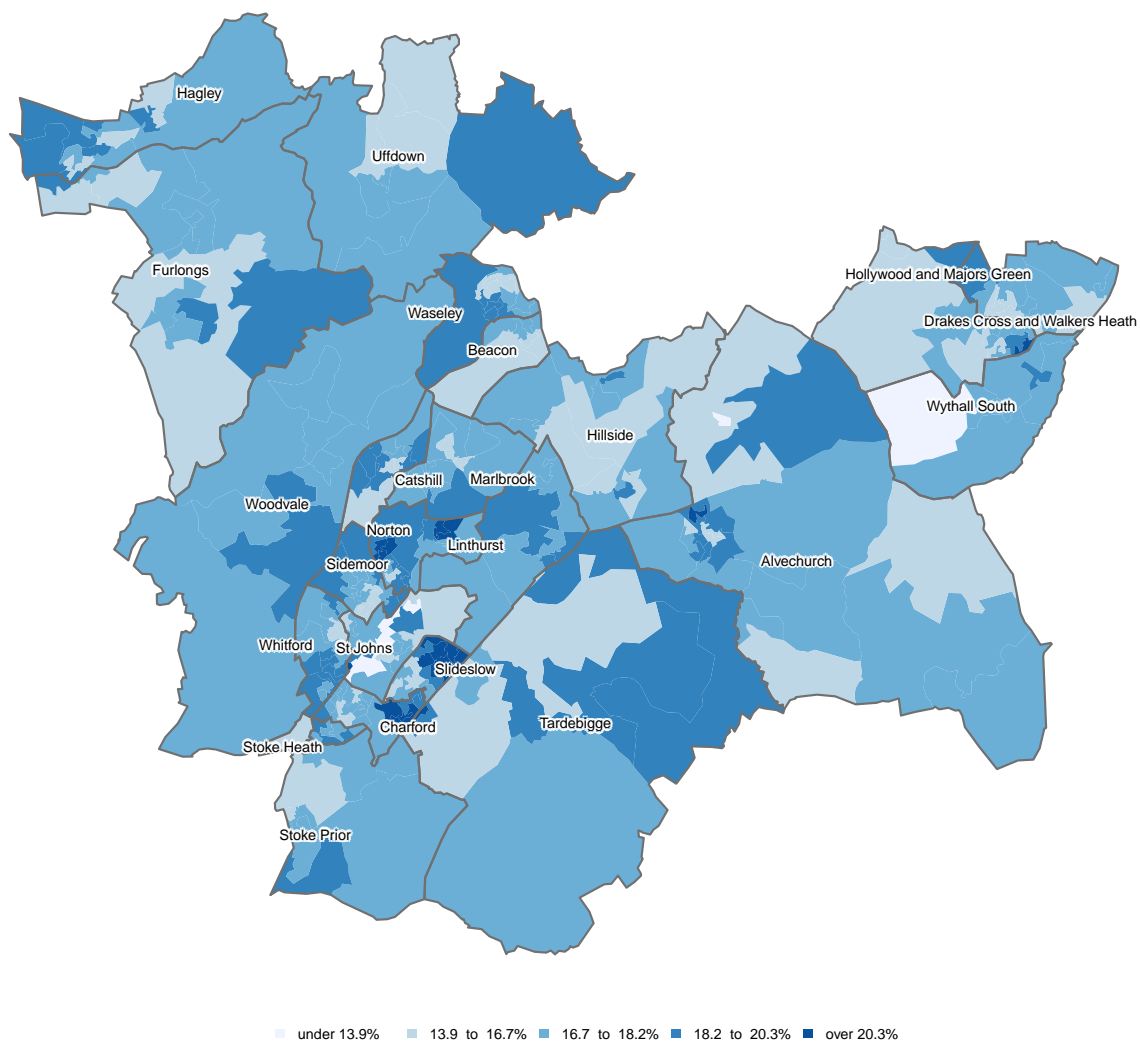 Hagley
Uffdown
Furlongs
Hollywood and Majors Green
Waseley
Drakes Cross and Walkers Heath
Beacon
Wythall South
Hillside
Catshill
Marlbrook
Woodvale
Norton
Linthurst
Sidemoor
Alvechurch
Whitford
St Johns
Slideslow
Tardebigge
Charford
Stoke Heath
Stoke Prior
under 13.9% 13.9 to 16.7% 16.7 to 18.2% 18.2 to 20.3% over 20.3%